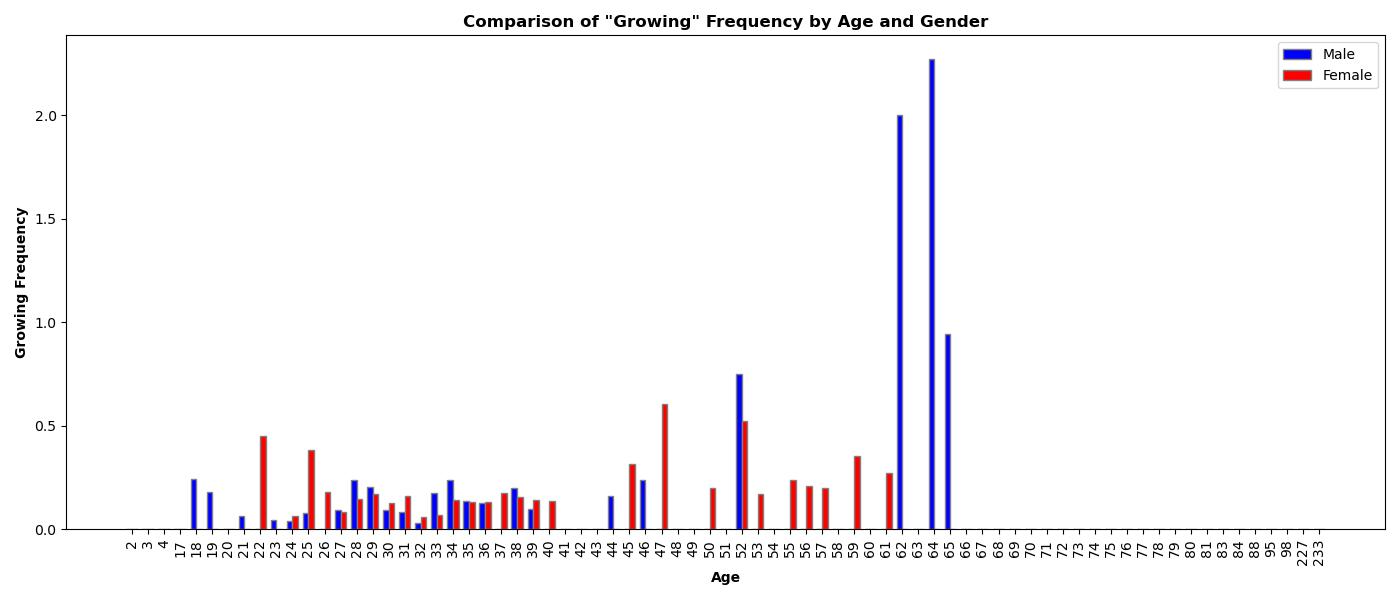 Comparison of "Growing" Frequency by Age and Gender
Male
Female
Growing Frequency
2.0
1.5
1.0
0.5
0.0
2 3 4 17 18 19 20 21 22 23 24 25 26 27 28 29 30 31 32 33 34 35 36 37 38 39 40 41 42 43 44 45 46 47 48 49 50 51 52 53 54 55 56 57 58 59 60 61 62 63 64 65 66 67 68 69 70 71 72 73 74 75 76 77 78 79 80 81 83 84 88 95 98 227 233
Age